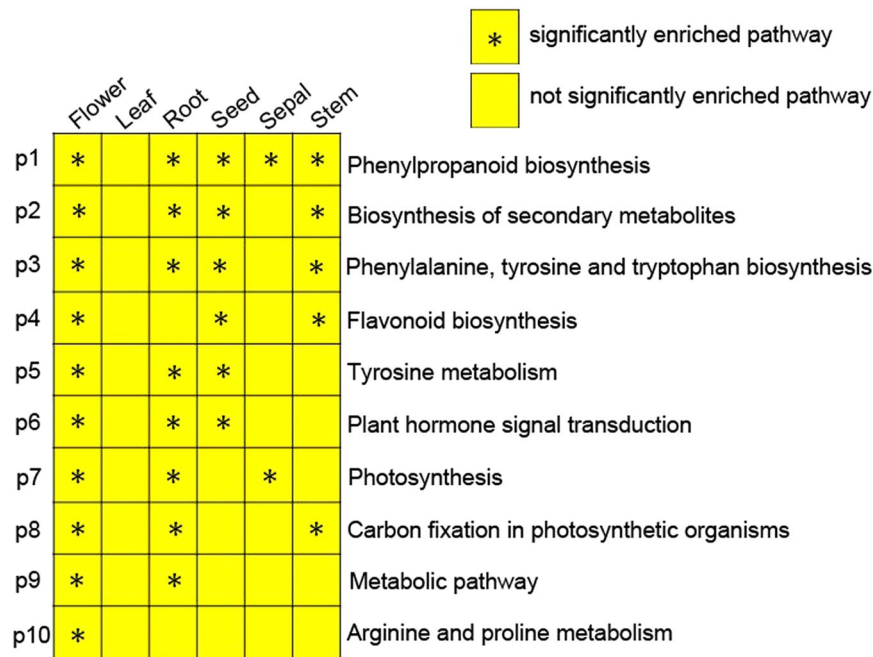 * significantly enriched pathway
not significantly enriched pathway
Flower Leaf Root Seed Sepal Stem
p1 * * * * * Phenylpropanoid biosynthesis
p2 * * * * Biosynthesis of secondary metabolites
p3 * * * * Phenylalanine, tyrosine and tryptophan biosynthesis
p4 * * * Flavonoid biosynthesis
p5 * * * Tyrosine metabolism
p6 * * * Plant hormone signal transduction
p7 * * * Photosynthesis
p8 * * * Carbon fixation in photosynthetic organisms
p9 * * Metabolic pathway
p10 * Arginine and proline metabolism